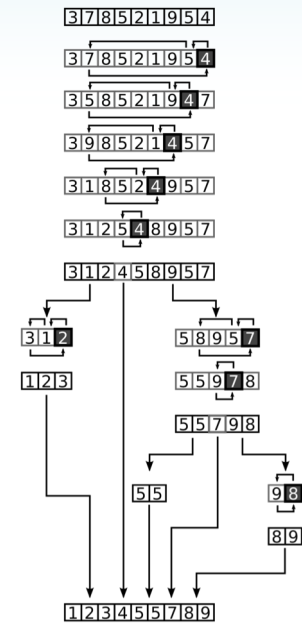 3 7 8 5 2 1 9 5 4
3 7 8 5 2 1 9 5 4
3 5 8 5 2 1 9 4 7
3 9 8 5 2 1 4 5 7
3 1 8 5 2 4 9 5 7
3 1 2 5 4 8 9 5 7
3 1 2 4 5 8 9 5 7
3 1 2
5 8 9 5 7
1 2 3
5 5 9 7 8
5 5 7 9 8
5 5
9 8
8 9
1 2 3 4 5 5 7 8 9